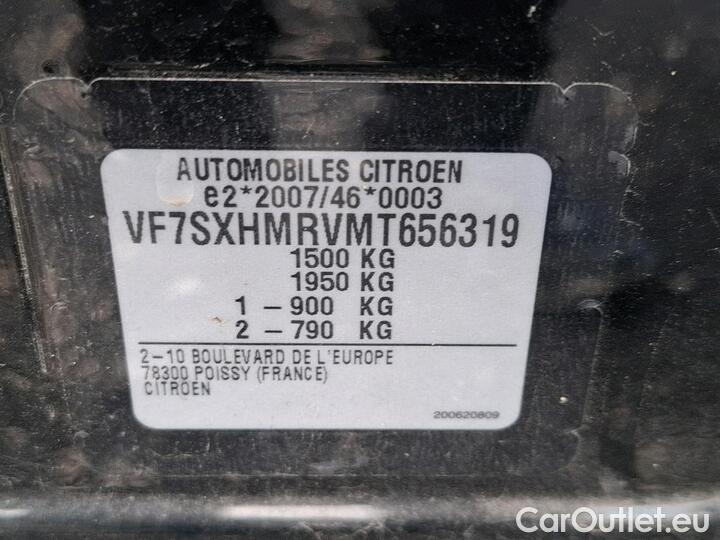 AUTOMOBILES CITROEN
e2*2007/46*0003
VF7SXHMRVMT656319
1500 KG
1950 KG
1 - 900 KG
2 - 790 KG
2-10 BOULEVARD DE L'EUROPE
78300 POISSY (FRANCE)
CITROEN
200620809
CarOutlet.eu